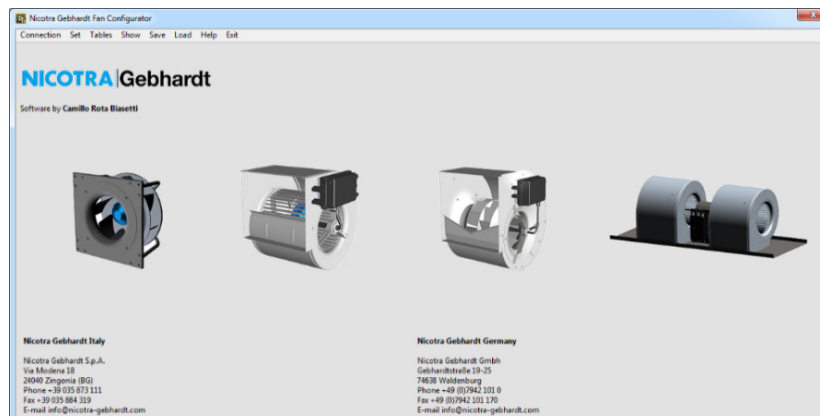 Nicotra Gebhardt Fan Configurator
Connection Set Tables Show Save Load Help Exit
NICOTRA|Gebhardt
Software by Camillo Rota Biasetti
Nicotra Gebhardt Italy
Nicotra Gebhardt S.p.A.
Via Modena 18
24040 Zingonia (BG)
Phone +39 035 873 111
Fax +39 035 884 319
E-mail info@nicotra-gebhardt.com
Nicotra Gebhardt Germany
Nicotra Gebhardt Gmbh
Gebhardtstraße 19-25
74638 Waldenburg
Phone +49 (0)7942 101 0
Fax +49 (0)7942 101 170
E-mail info@nicotra-gebhardt.com